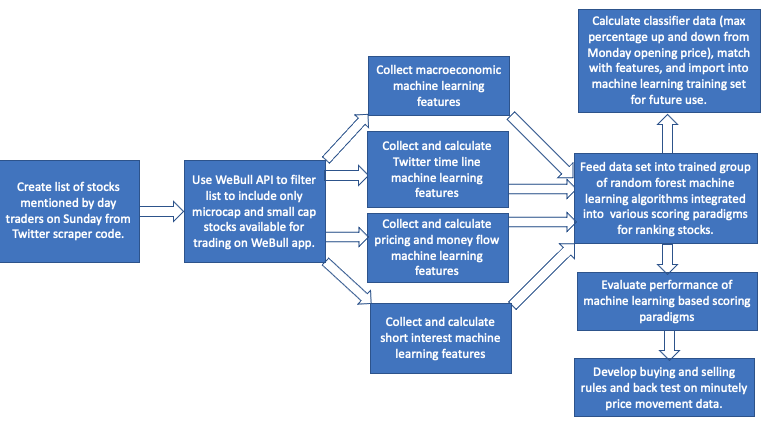 Create list of stocks
mentioned by day
traders on Sunday from
Twitter scraper code.
Use WeBull API to filter
list to include only
microcap and small cap
stocks available for
trading on WeBull app.
Collect macroeconomic
machine learning
features
Collect and calculate
Twitter time line
machine learning
features
Collect and calculate
pricing and money flow
machine learning
features
Collect and calculate
short interest machine
learning features
Calculate classifier data (max
percentage up and down from
Monday opening price), match
with features, and import into
machine learning training set
for future use.
Feed data set into trained group
of random forest machine
learning algorithms integrated
into various scoring paradigms
for ranking stocks.
Evaluate performance of
machine learning based scoring
paradigms
Develop buying and selling
rules and back test on minutely
price movement data.